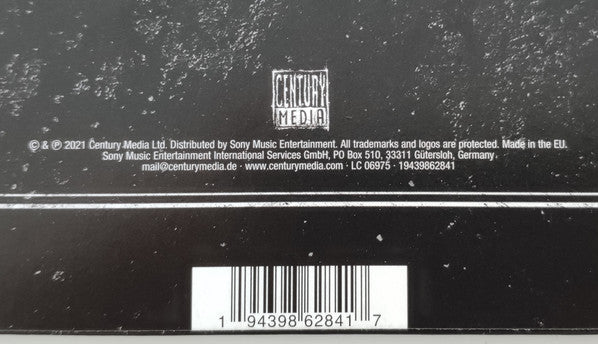 CENTURY
MEDIA
© & ℗ 2021 Century Media Ltd. Distributed by Sony Music Entertainment. All trademarks and logos are protected. Made in the EU.
Sony Music Entertainment International Services GmbH, PO Box 510, 33311 Gütersloh, Germany
mail@centurymedia.de · www.centurymedia.com · LC 06975 · 19439862841
1 94398 62841 7